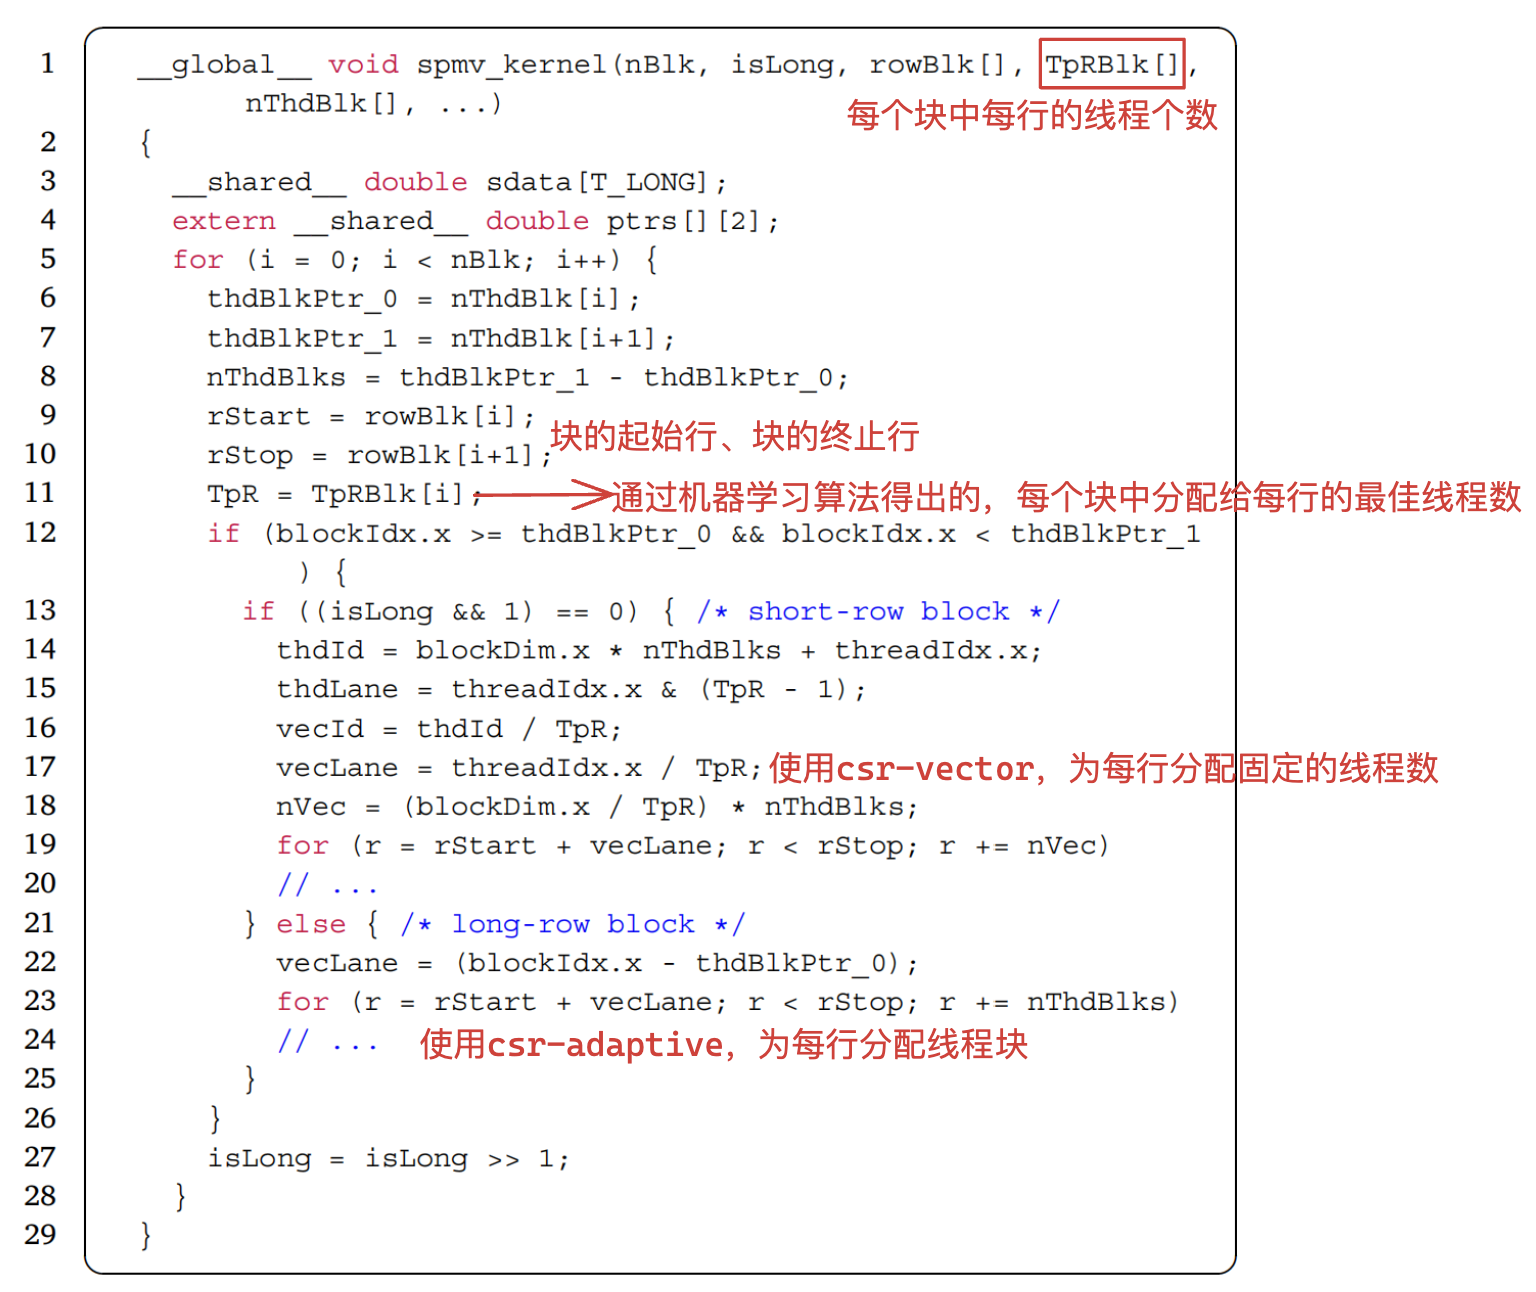 1 __global__ void spmv_kernel(nBlk, isLong, rowBlk[], TpRBlk[],
nThdBlk[], ...)
每个块中每行的线程个数
2 {
3 __shared__ double sdata[T_LONG];
4 extern __shared__ double ptrs[][2];
5 for (i = 0; i < nBlk; i++) {
6 thdBlkPtr_0 = nThdBlk[i];
7 thdBlkPtr_1 = nThdBlk[i+1];
8 nThdBlks = thdBlkPtr_1 - thdBlkPtr_0;
9 rStart = rowBlk[i];
块的起始行、块的终止行
10 rStop = rowBlk[i+1];
11 TpR = TpRBlk[i]; 通过机器学习算法得出的，每个块中分配给每行的最佳线程数
12 if (blockIdx.x >= thdBlkPtr_0 && blockIdx.x < thdBlkPtr_1
) {
13 if ((isLong && 1) == 0) { /* short-row block */
14 thdId = blockDim.x * nThdBlks + threadIdx.x;
15 thdLane = threadIdx.x & (TpR - 1);
16 vecId = thdId / TpR;
17 vecLane = threadIdx.x / TpR; 使用csr-vector，为每行分配固定的线程数
18 nVec = (blockDim.x / TpR) * nThdBlks;
19 for (r = rStart + vecLane; r < rStop; r += nVec)
20 // ...
21 } else { /* long-row block */
22 vecLane = (blockIdx.x - thdBlkPtr_0);
23 for (r = rStart + vecLane; r < rStop; r += nThdBlks)
24 // ... 使用csr-adaptive，为每行分配线程块
25 }
26 }
27 isLong = isLong >> 1;
28 }
29 }